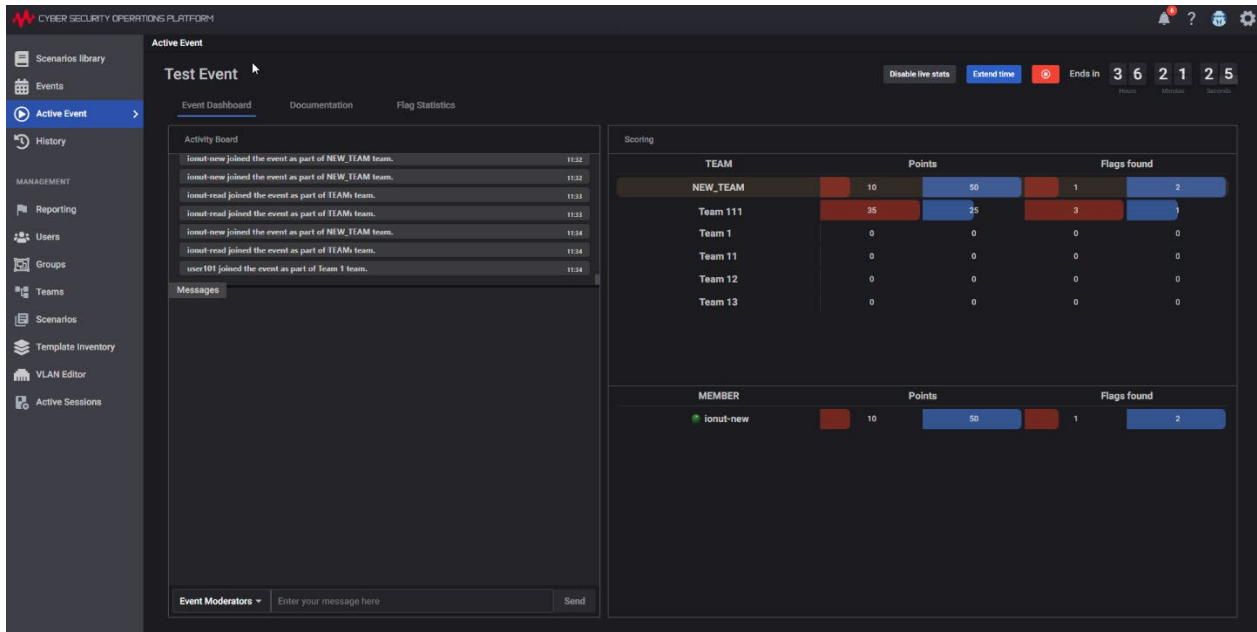 CYBER SECURITY OPERATIONS PLATFORM
6
?
Scenarios library
Events
Active Event
History
MANAGEMENT
Reporting
Users
Groups
Teams
Scenarios
Template Inventory
VLAN Editor
Active Sessions
Active Event
Test Event
Disable live stats Extend time Ends in 3 6 2 1 2 5
Hours Minutes Seconds
Event Dashboard Documentation Flag Statistics
Activity Board
ionut-new joined the event as part of NEW_TEAM team. 11:32
ionut-new joined the event as part of NEW_TEAM team. 11:32
ionut-read joined the event as part of TEAM1 team. 11:33
ionut-read joined the event as part of TEAM1 team. 11:33
ionut-new joined the event as part of NEW_TEAM team. 11:34
ionut-read joined the event as part of TEAM1 team. 11:34
user101 joined the event as part of Team 1 team. 11:34
Messages
Event Moderators Enter your message here Send
Scoring
TEAM Points Flags found
NEW_TEAM 10 50 1 2
Team 111 35 25 3 1
Team 1 0 0 0 0
Team 11 0 0 0 0
Team 12 0 0 0 0
Team 13 0 0 0 0
MEMBER Points Flags found
ionut-new 10 50 1 2